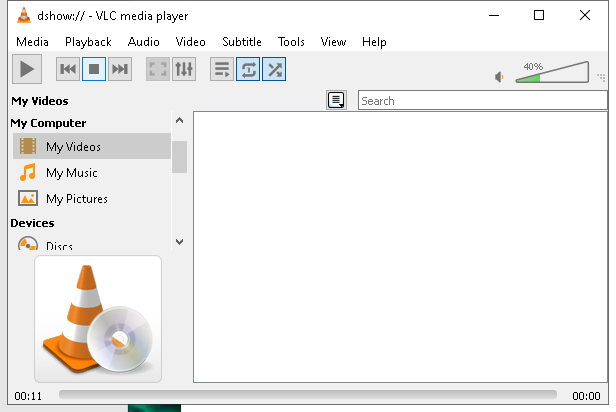 dshow:// - VLC media player
Media Playback Audio Video Subtitle Tools View Help
40%
My Videos
Search
My Computer
My Videos
My Music
My Pictures
Devices
Discs
00:11 00:00